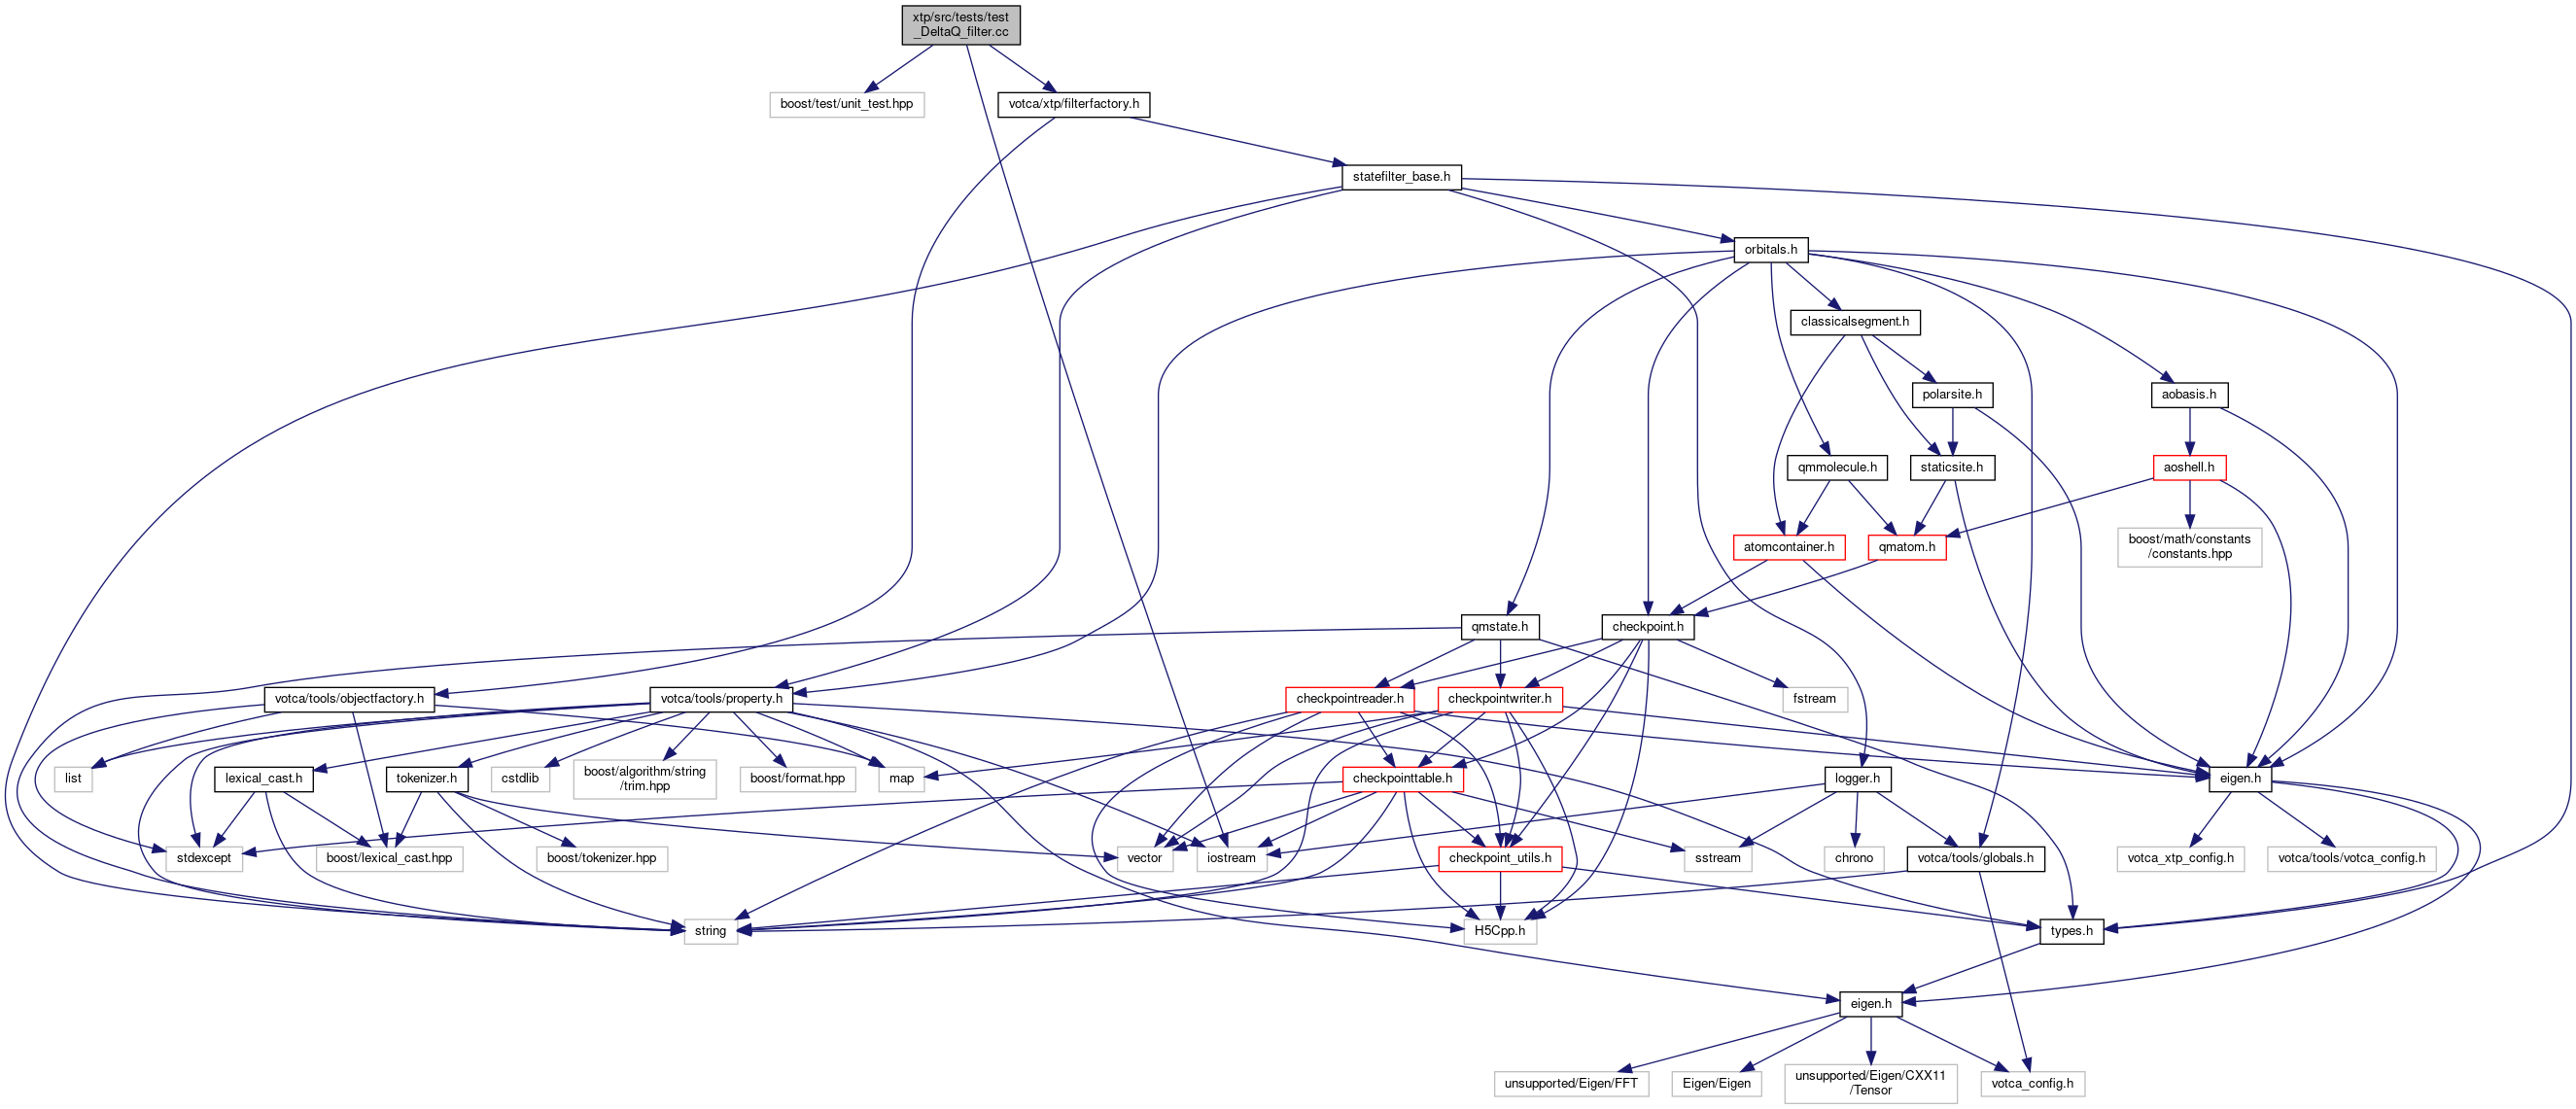 xtp/src/tests/test
_DeltaQ_filter.cc
boost/test/unit_test.hpp
votca/xtp/filterfactory.h
statefilter_base.h
orbitals.h
classicalsegment.h
polarsite.h
aobasis.h
qmmolecule.h
staticsite.h
aoshell.h
atomcontainer.h
qmatom.h
boost/math/constants
/constants.hpp
qmstate.h
checkpoint.h
votca/tools/objectfactory.h
votca/tools/property.h
checkpointreader.h
checkpointwriter.h
fstream
list
lexical_cast.h
tokenizer.h
cstdlib
boost/algorithm/string
/trim.hpp
boost/format.hpp
map
checkpointtable.h
logger.h
eigen.h
stdexcept
boost/lexical_cast.hpp
boost/tokenizer.hpp
vector
iostream
checkpoint_utils.h
sstream
chrono
votca/tools/globals.h
votca_xtp_config.h
votca/tools/votca_config.h
string
H5Cpp.h
types.h
eigen.h
unsupported/Eigen/FFT
Eigen/Eigen
unsupported/Eigen/CXX11
/Tensor
votca_config.h